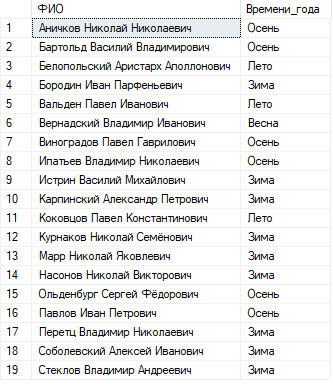 ФИО Времени_года
1 Аничков Николай Николаевич Осень
2 Бартольд Василий Владимирович Осень
3 Белопольский Аристарх Аполлонович Лето
4 Бородин Иван Парфеньевич Зима
5 Вальден Павел Иванович Лето
6 Вернадский Владимир Иванович Весна
7 Виноградов Павел Гаврилович Осень
8 Ипатьев Владимир Николаевич Осень
9 Истрин Василий Михайлович Зима
10 Карпинский Александр Петрович Зима
11 Коковцов Павел Константинович Лето
12 Курнаков Николай Семёнович Зима
13 Марр Николай Яковлевич Зима
14 Насонов Николай Викторович Зима
15 Ольденбург Сергей Фёдорович Осень
16 Павлов Иван Петрович Осень
17 Перетц Владимир Николаевич Зима
18 Соболевский Алексей Иванович Зима
19 Стеклов Владимир Андреевич Зима